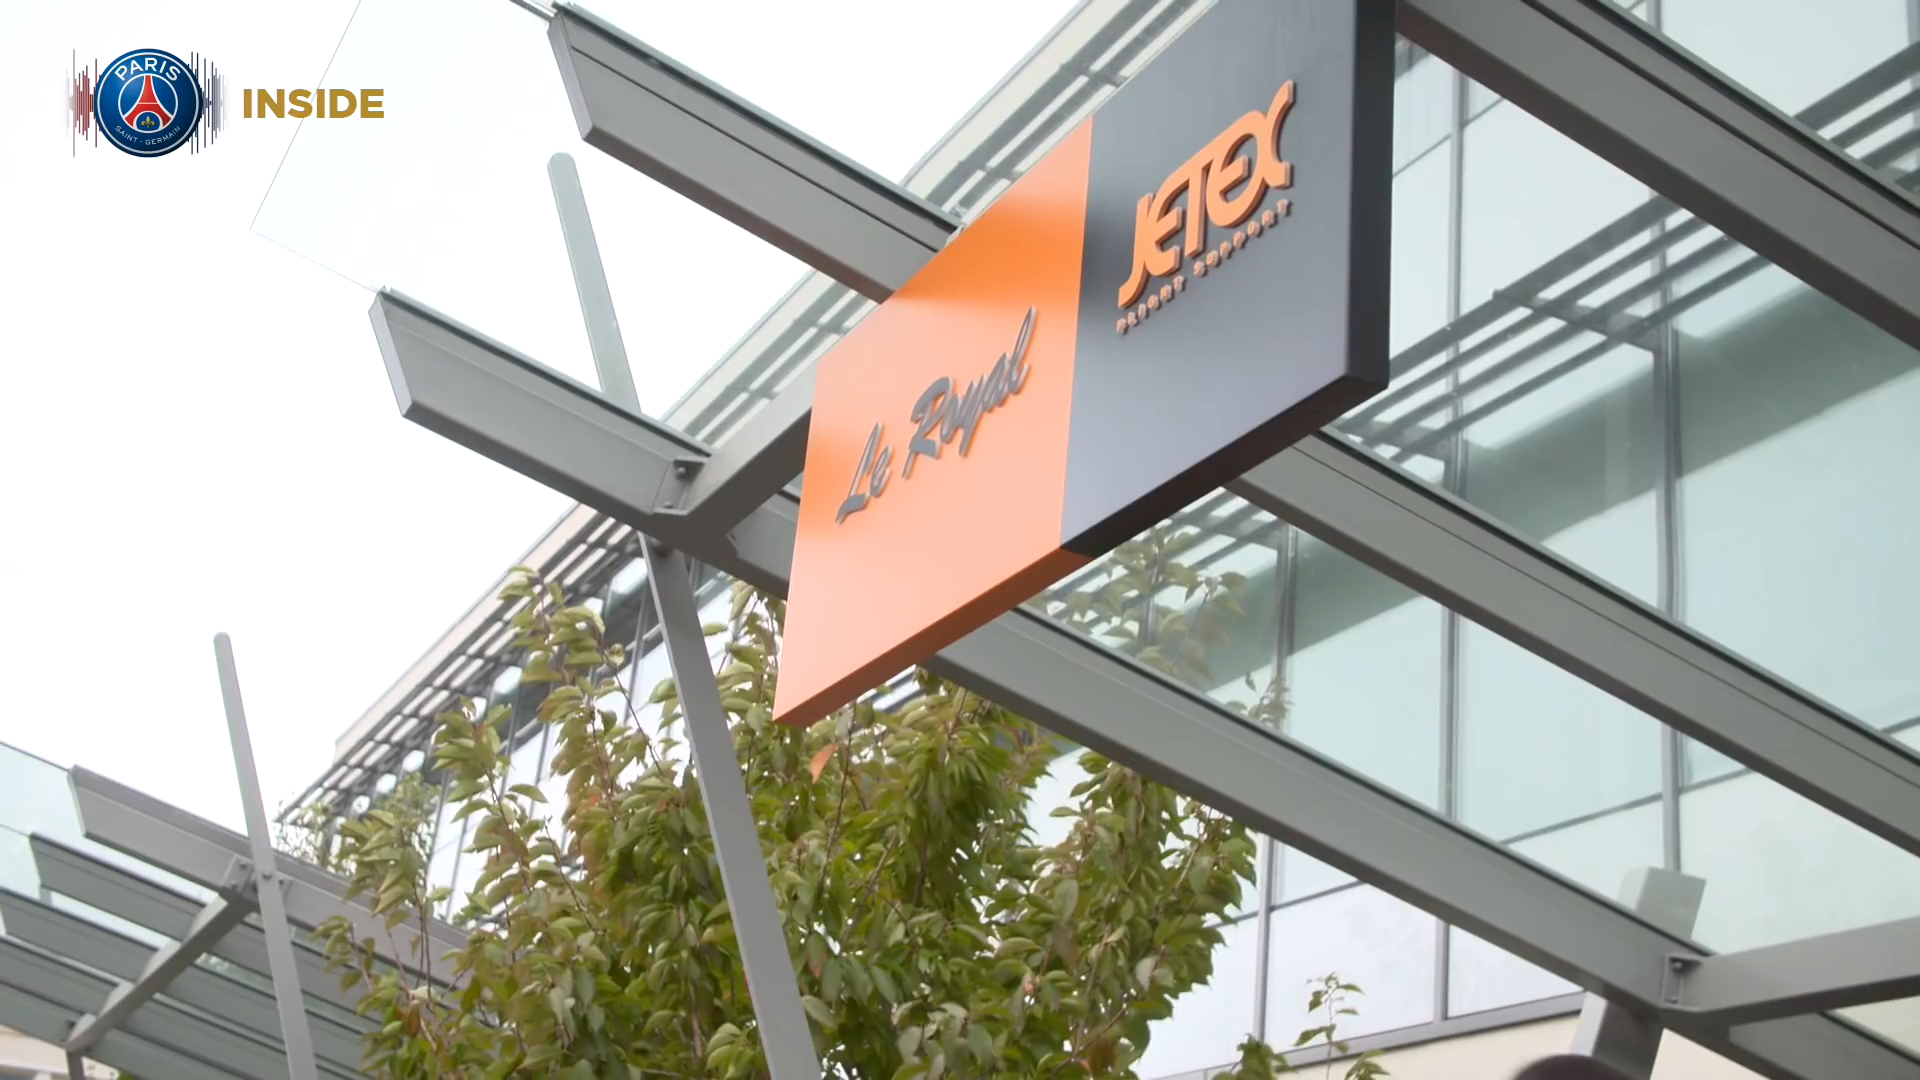 PARIS
SAINT-GERMAIN
INSIDE
Le Royal
JETEX
FLIGHT SUPPORT